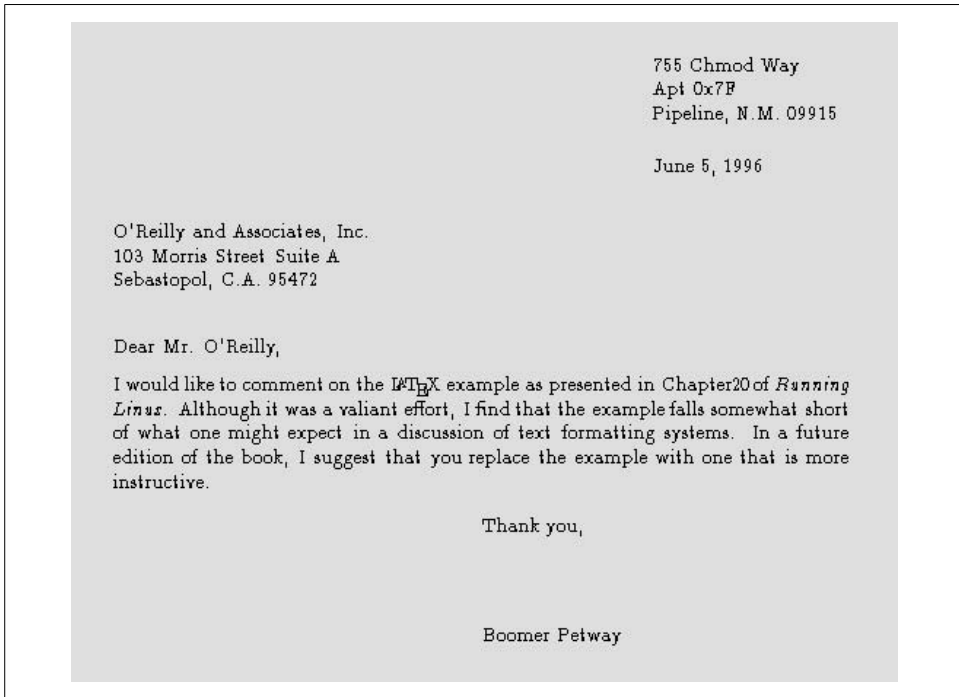 755 Chmod Way
Apt 0x7F
Pipeline, N.M. 09915
June 5, 1996
O'Reilly and Associates, Inc.
103 Morris Street Suite A
Sebastopol, C.A. 95472
Dear Mr. O'Reilly,
I would like to comment on the LATEX example as presented in Chapter20 of Running
Linux. Although it was a valiant effort, I find that the example falls somewhat short
of what one might expect in a discussion of text formatting systems. In a future
edition of the book, I suggest that you replace the example with one that is more
instructive.
Thank you,
Boomer Petway